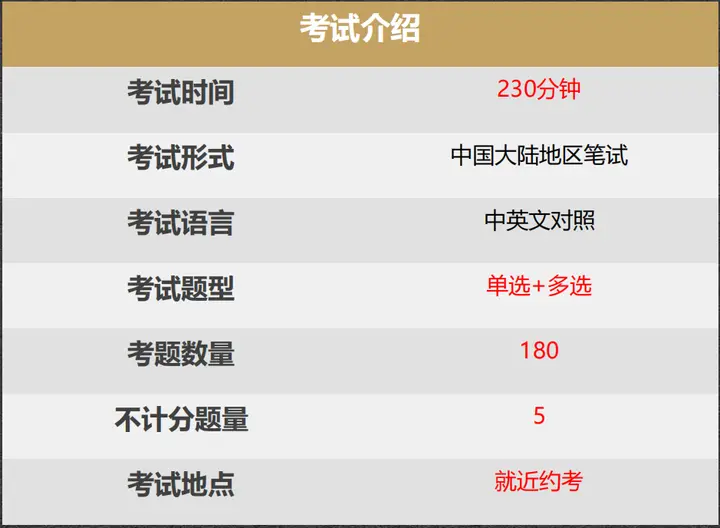 考试介绍
考试时间 230分钟
考试形式 中国大陆地区笔试
考试语言 中英文对照
考试题型 单选+多选
考题数量 180
不计分题量 5
考试地点 就近约考